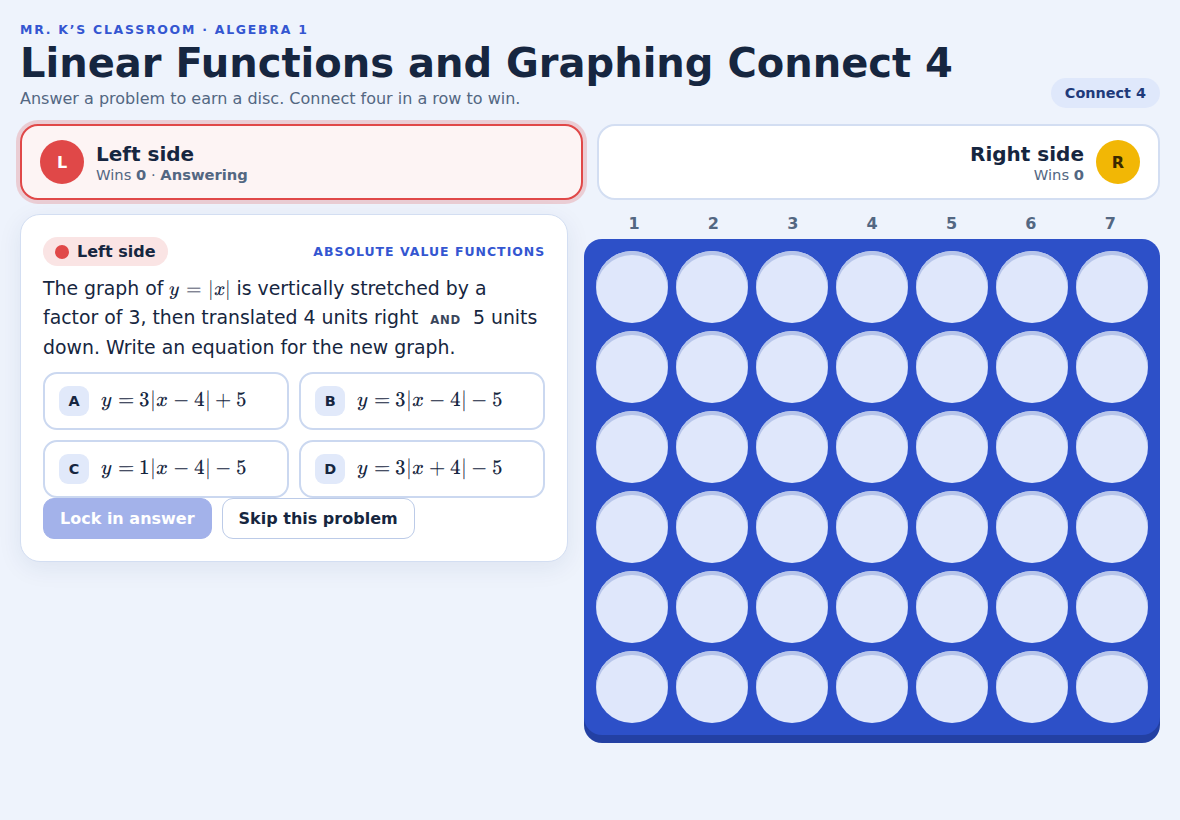 MR. K’S CLASSROOM · ALGEBRA 1
Linear Functions and Graphing Connect 4
Answer a problem to earn a disc. Connect four in a row to win.
Connect 4
L
Left side
Wins 0 · Answering
Right side
Wins 0
R
Left side
ABSOLUTE VALUE FUNCTIONS
The graph of y = |x| is vertically stretched by a
factor of 3, then translated 4 units right AND 5 units
down. Write an equation for the new graph.
A y = 3|x − 4| + 5
B y = 3|x − 4| − 5
C y = 1|x − 4| − 5
D y = 3|x + 4| − 5
Lock in answer
Skip this problem
1 2 3 4 5 6 7